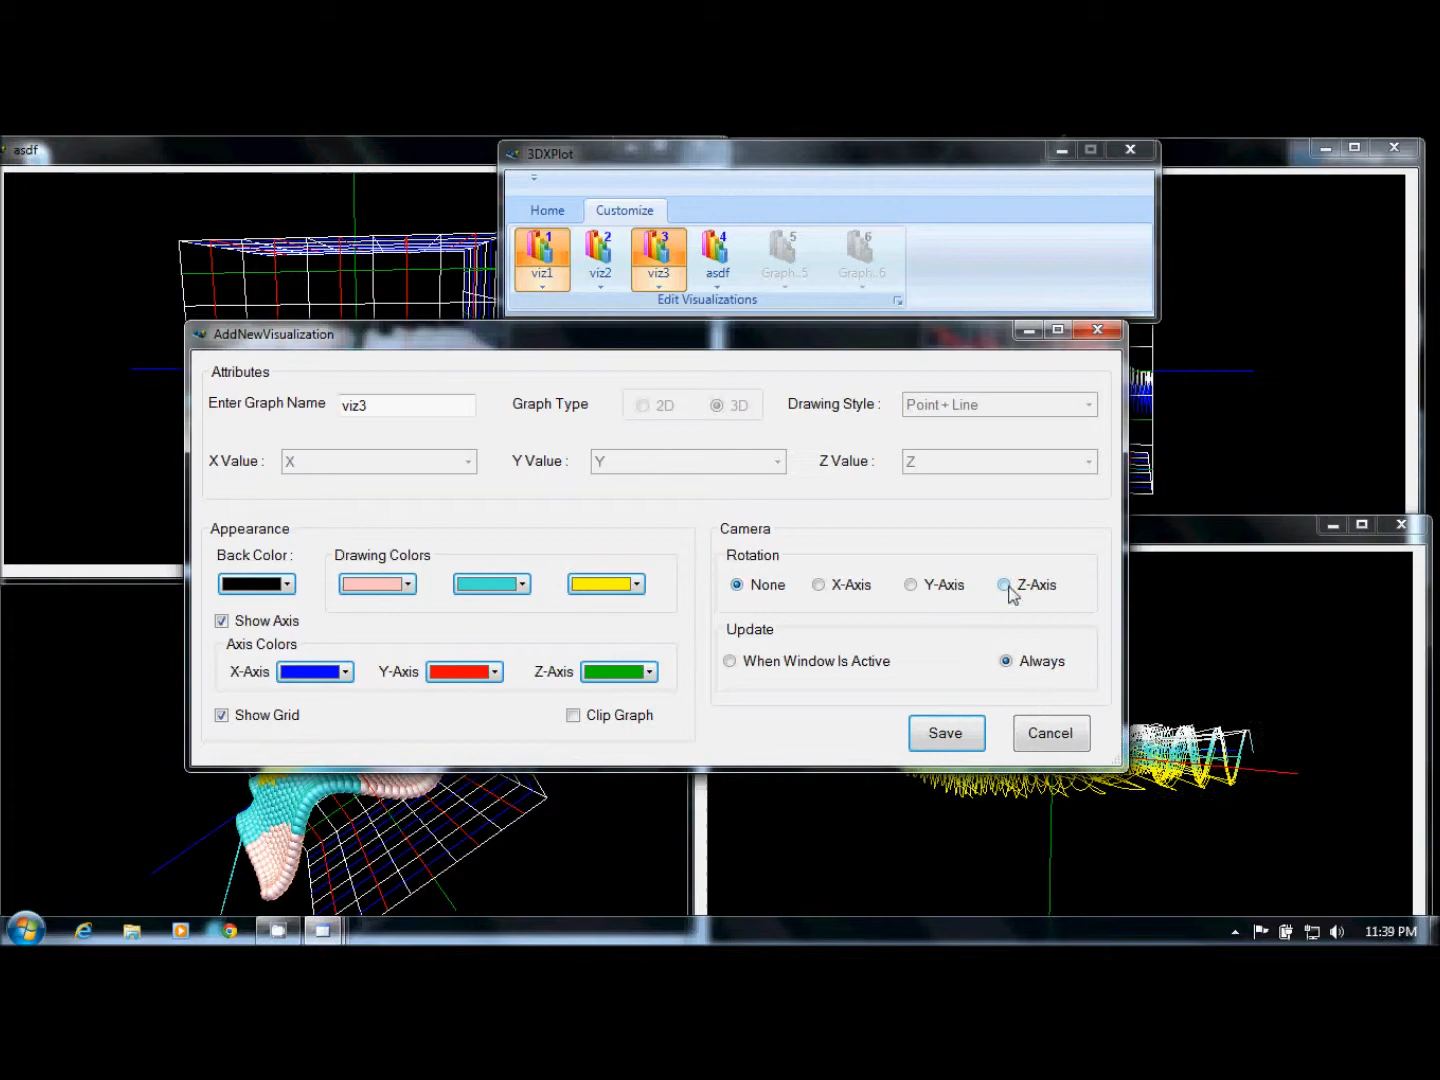 asdf
3DXPlot
Home Customize
1 2 3 4 5 6
viz1 viz2 viz3 asdf Graph..5 Graph..6
Edit Visualizations
AddNewVisualization
Attributes
Enter Graph Name viz3 Graph Type 2D 3D Drawing Style : Point + Line
X Value : X Y Value : Y Z Value : Z
Appearance
Back Color : Drawing Colors
Show Axis
Axis Colors
X-Axis Y-Axis Z-Axis
Show Grid Clip Graph
Camera
Rotation
None X-Axis Y-Axis Z-Axis
Update
When Window Is Active Always
Save Cancel
11:39 PM